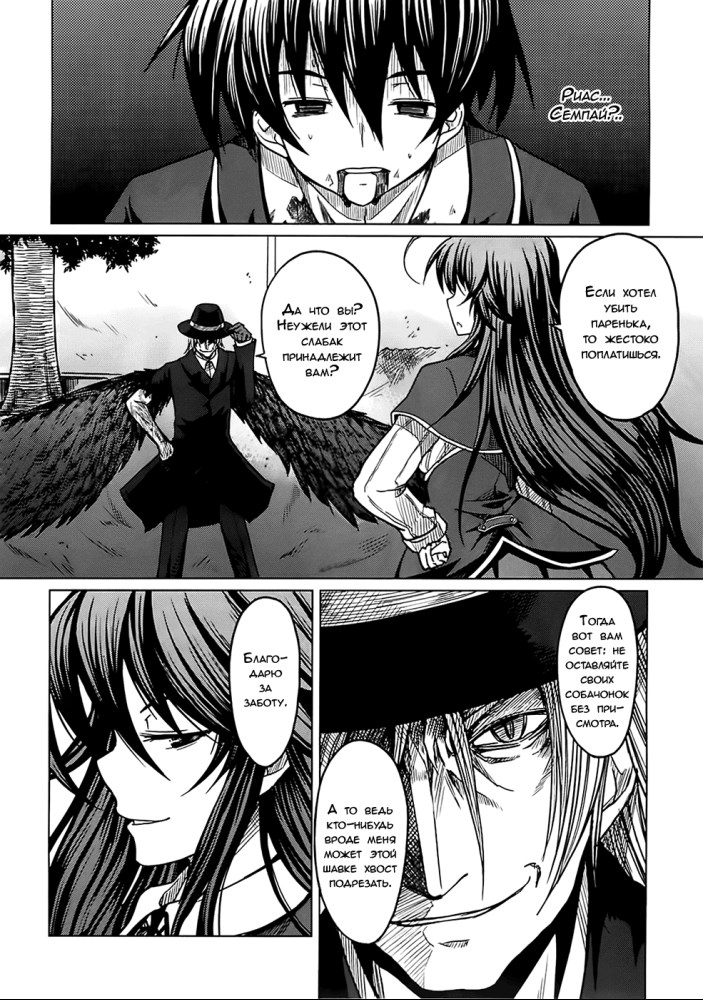 Риас...
Семпай?..
Если хотел
убить
паренька,
то жестоко
поплатишься.
Да что вы?
Неужели этот
слабак
принадлежит
вам?
Тогда
вот вам
совет: не
оставляйте
своих
собачонок
без при-
смотра.
А то ведь
кто-нибудь
вроде меня
может этой
шавке хвост
подрезать.
Благо-
дарю
за
заботу.